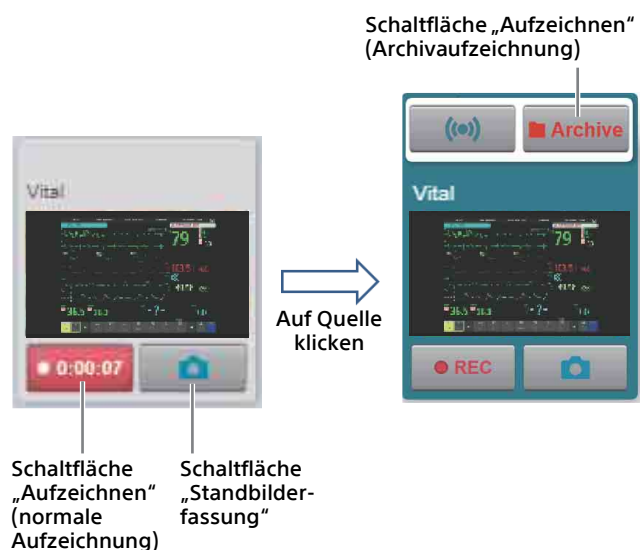 Schaltfläche „Aufzeichnen“
(Archivaufzeichnung)
Archive
Vital
Vital
79
79
Auf Quelle
klicken
0:00:07
REC
Schaltfläche
„Aufzeichnen“
(normale
Aufzeichnung)
Schaltfläche
„Standbilder-
fassung“